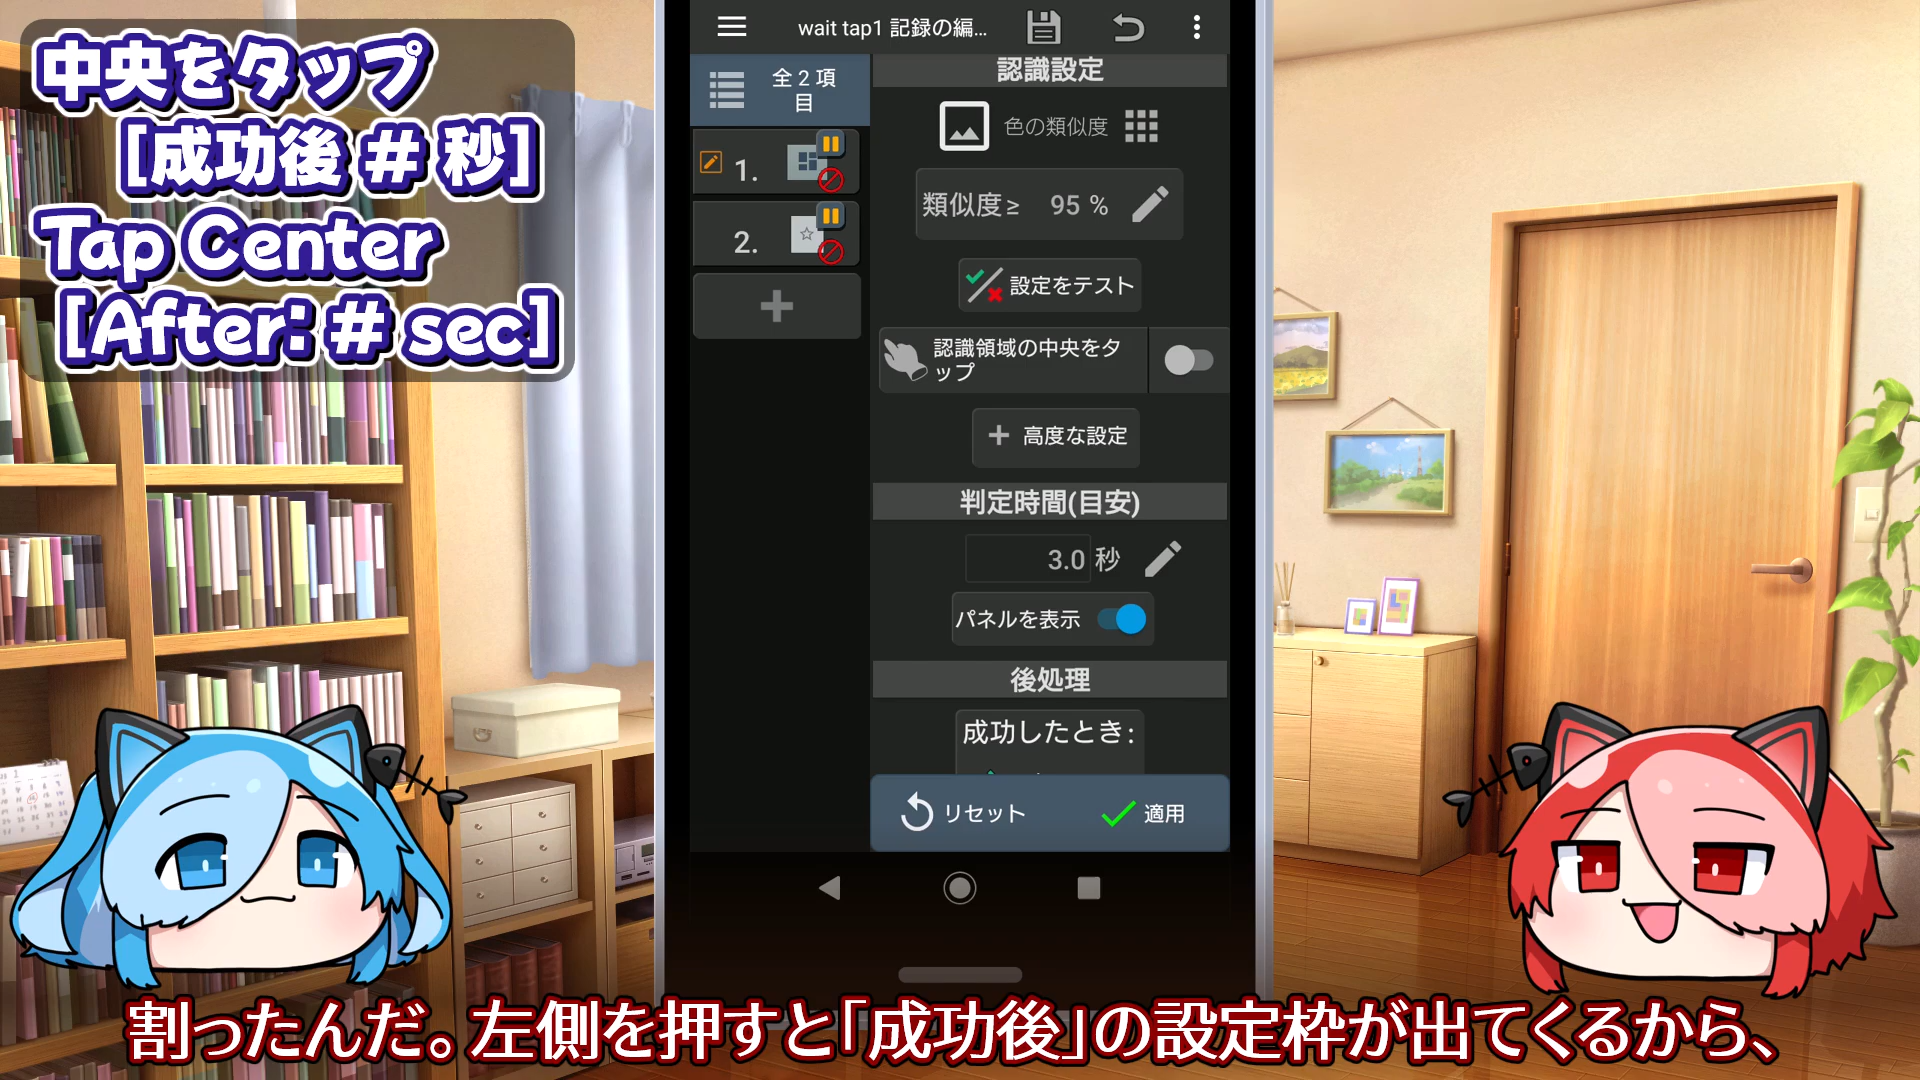 中央をタップ
[成功後 # 秒]
Tap Center
[After: # sec]
wait tap1 記録の編...
全 2 項
目
1.
2.
認識設定
色の類似度
類似度≥ 95 %
設定をテスト
認識領域の中央をタ
ップ
高度な設定
判定時間(目安)
3.0 秒
パネルを表示
後処理
成功したとき:
リセット
適用
割ったんだ。左側を押すと「成功後」の設定枠が出てくるから、